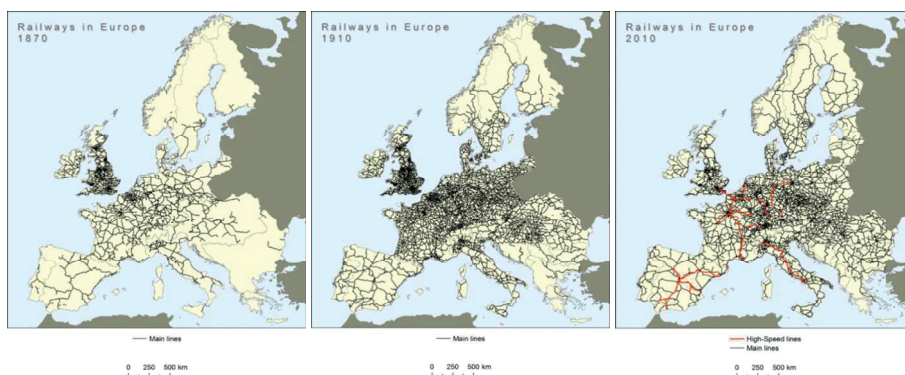 Railways in Europe
1870
Railways in Europe
1910
Railways in Europe
2010
Main lines
Main lines
High-Speed lines
Main lines
0 250 500 km
0 250 500 km
0 250 500 km